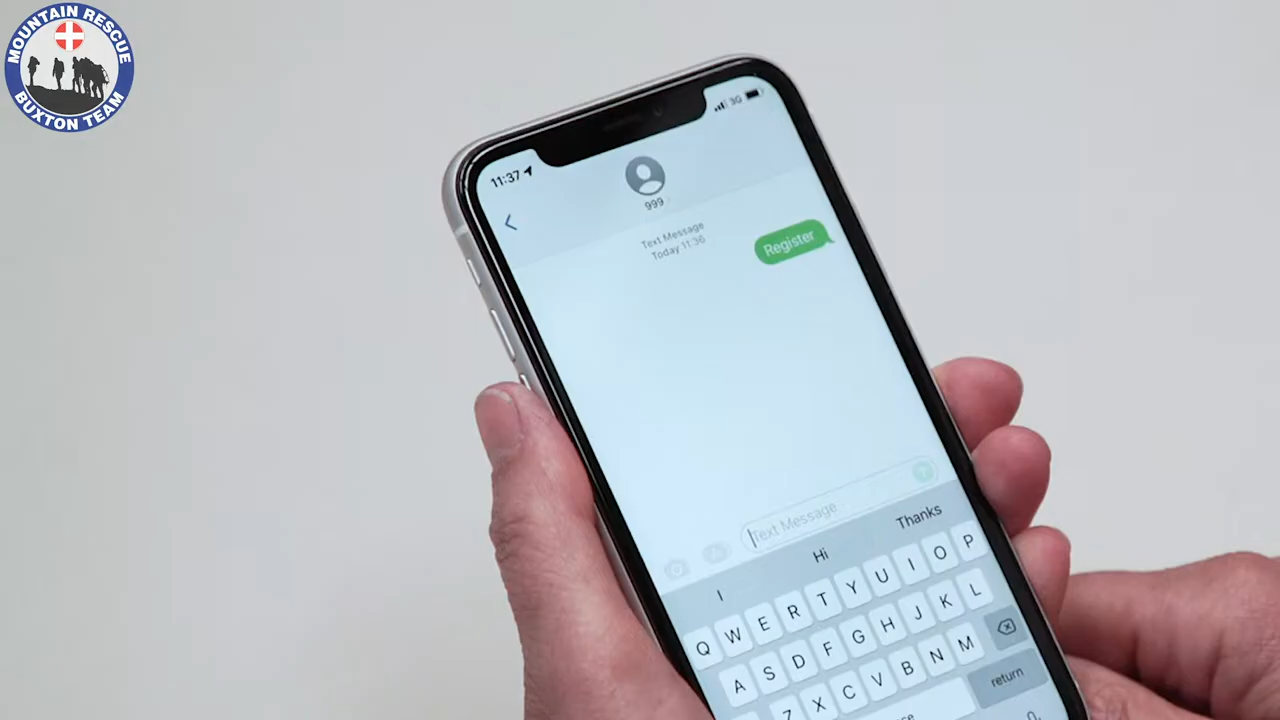 MOUNTAIN RESCUE
BUXTON TEAM
11:37
3G
999
Text Message
Today 11:36
Register
Text Message
I
Hi
Thanks
Q W E R T Y U I O P
A S D F G H J K L
Z X C V B N M
return